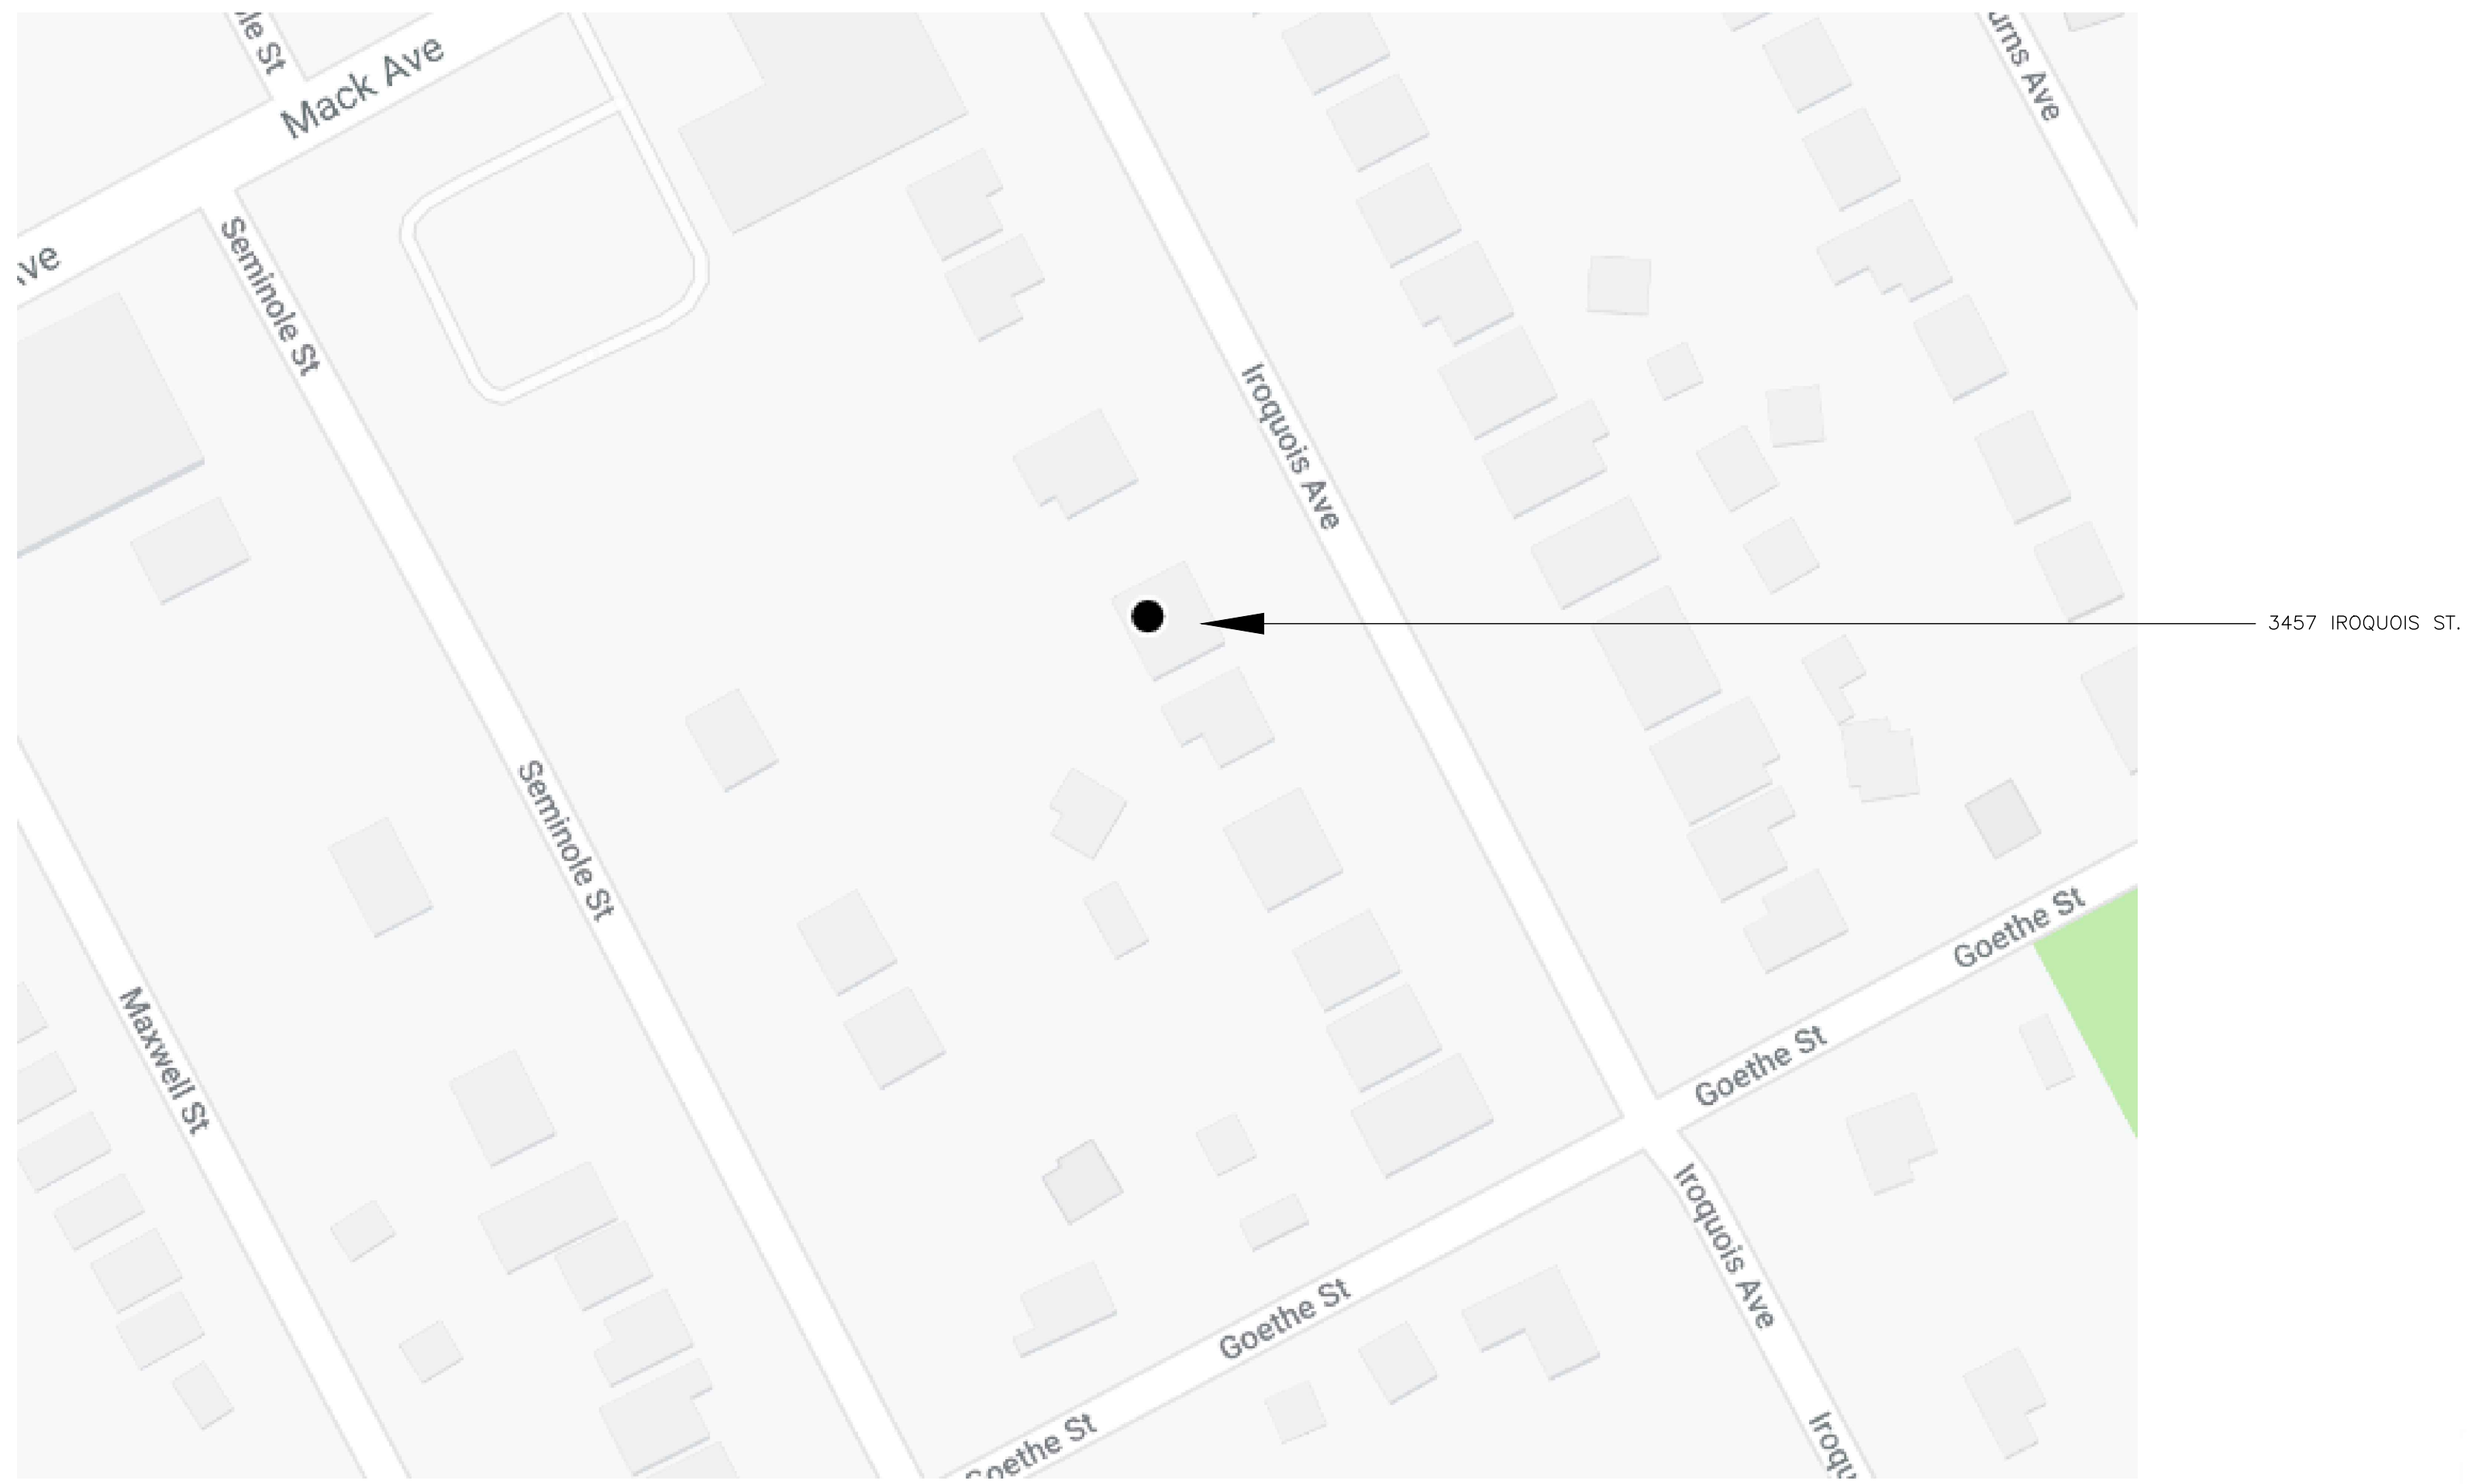 Mack Ave
Seminole St
Iroquois Ave
3457 IROQUOIS ST.
Seminole St
Maxwell St
Goethe St
Goethe St
Iroquois Ave
Goethe St